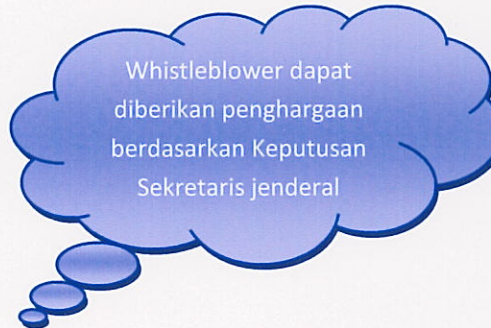 Whistleblower dapat
diberikan penghargaan
berdasarkan Keputusan
Sekretaris jenderal